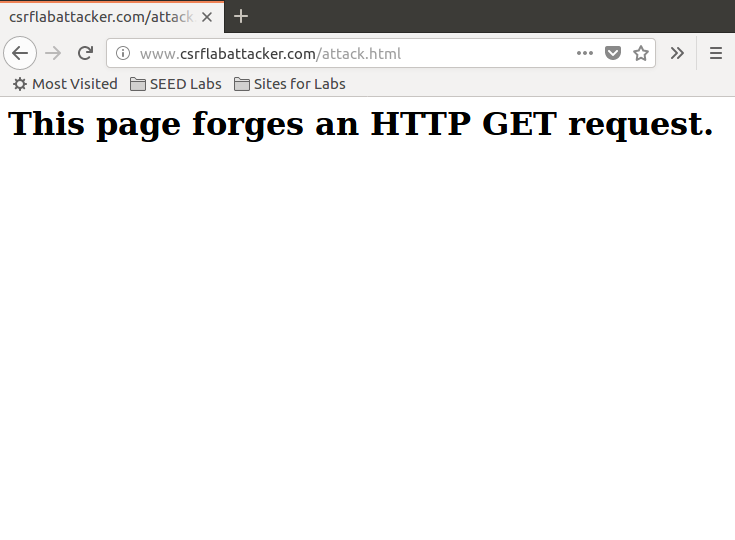 csrflabattacker.com/attack
www.csrflabattacker.com/attack.html
Most Visited SEED Labs Sites for Labs
This page forges an HTTP GET request.